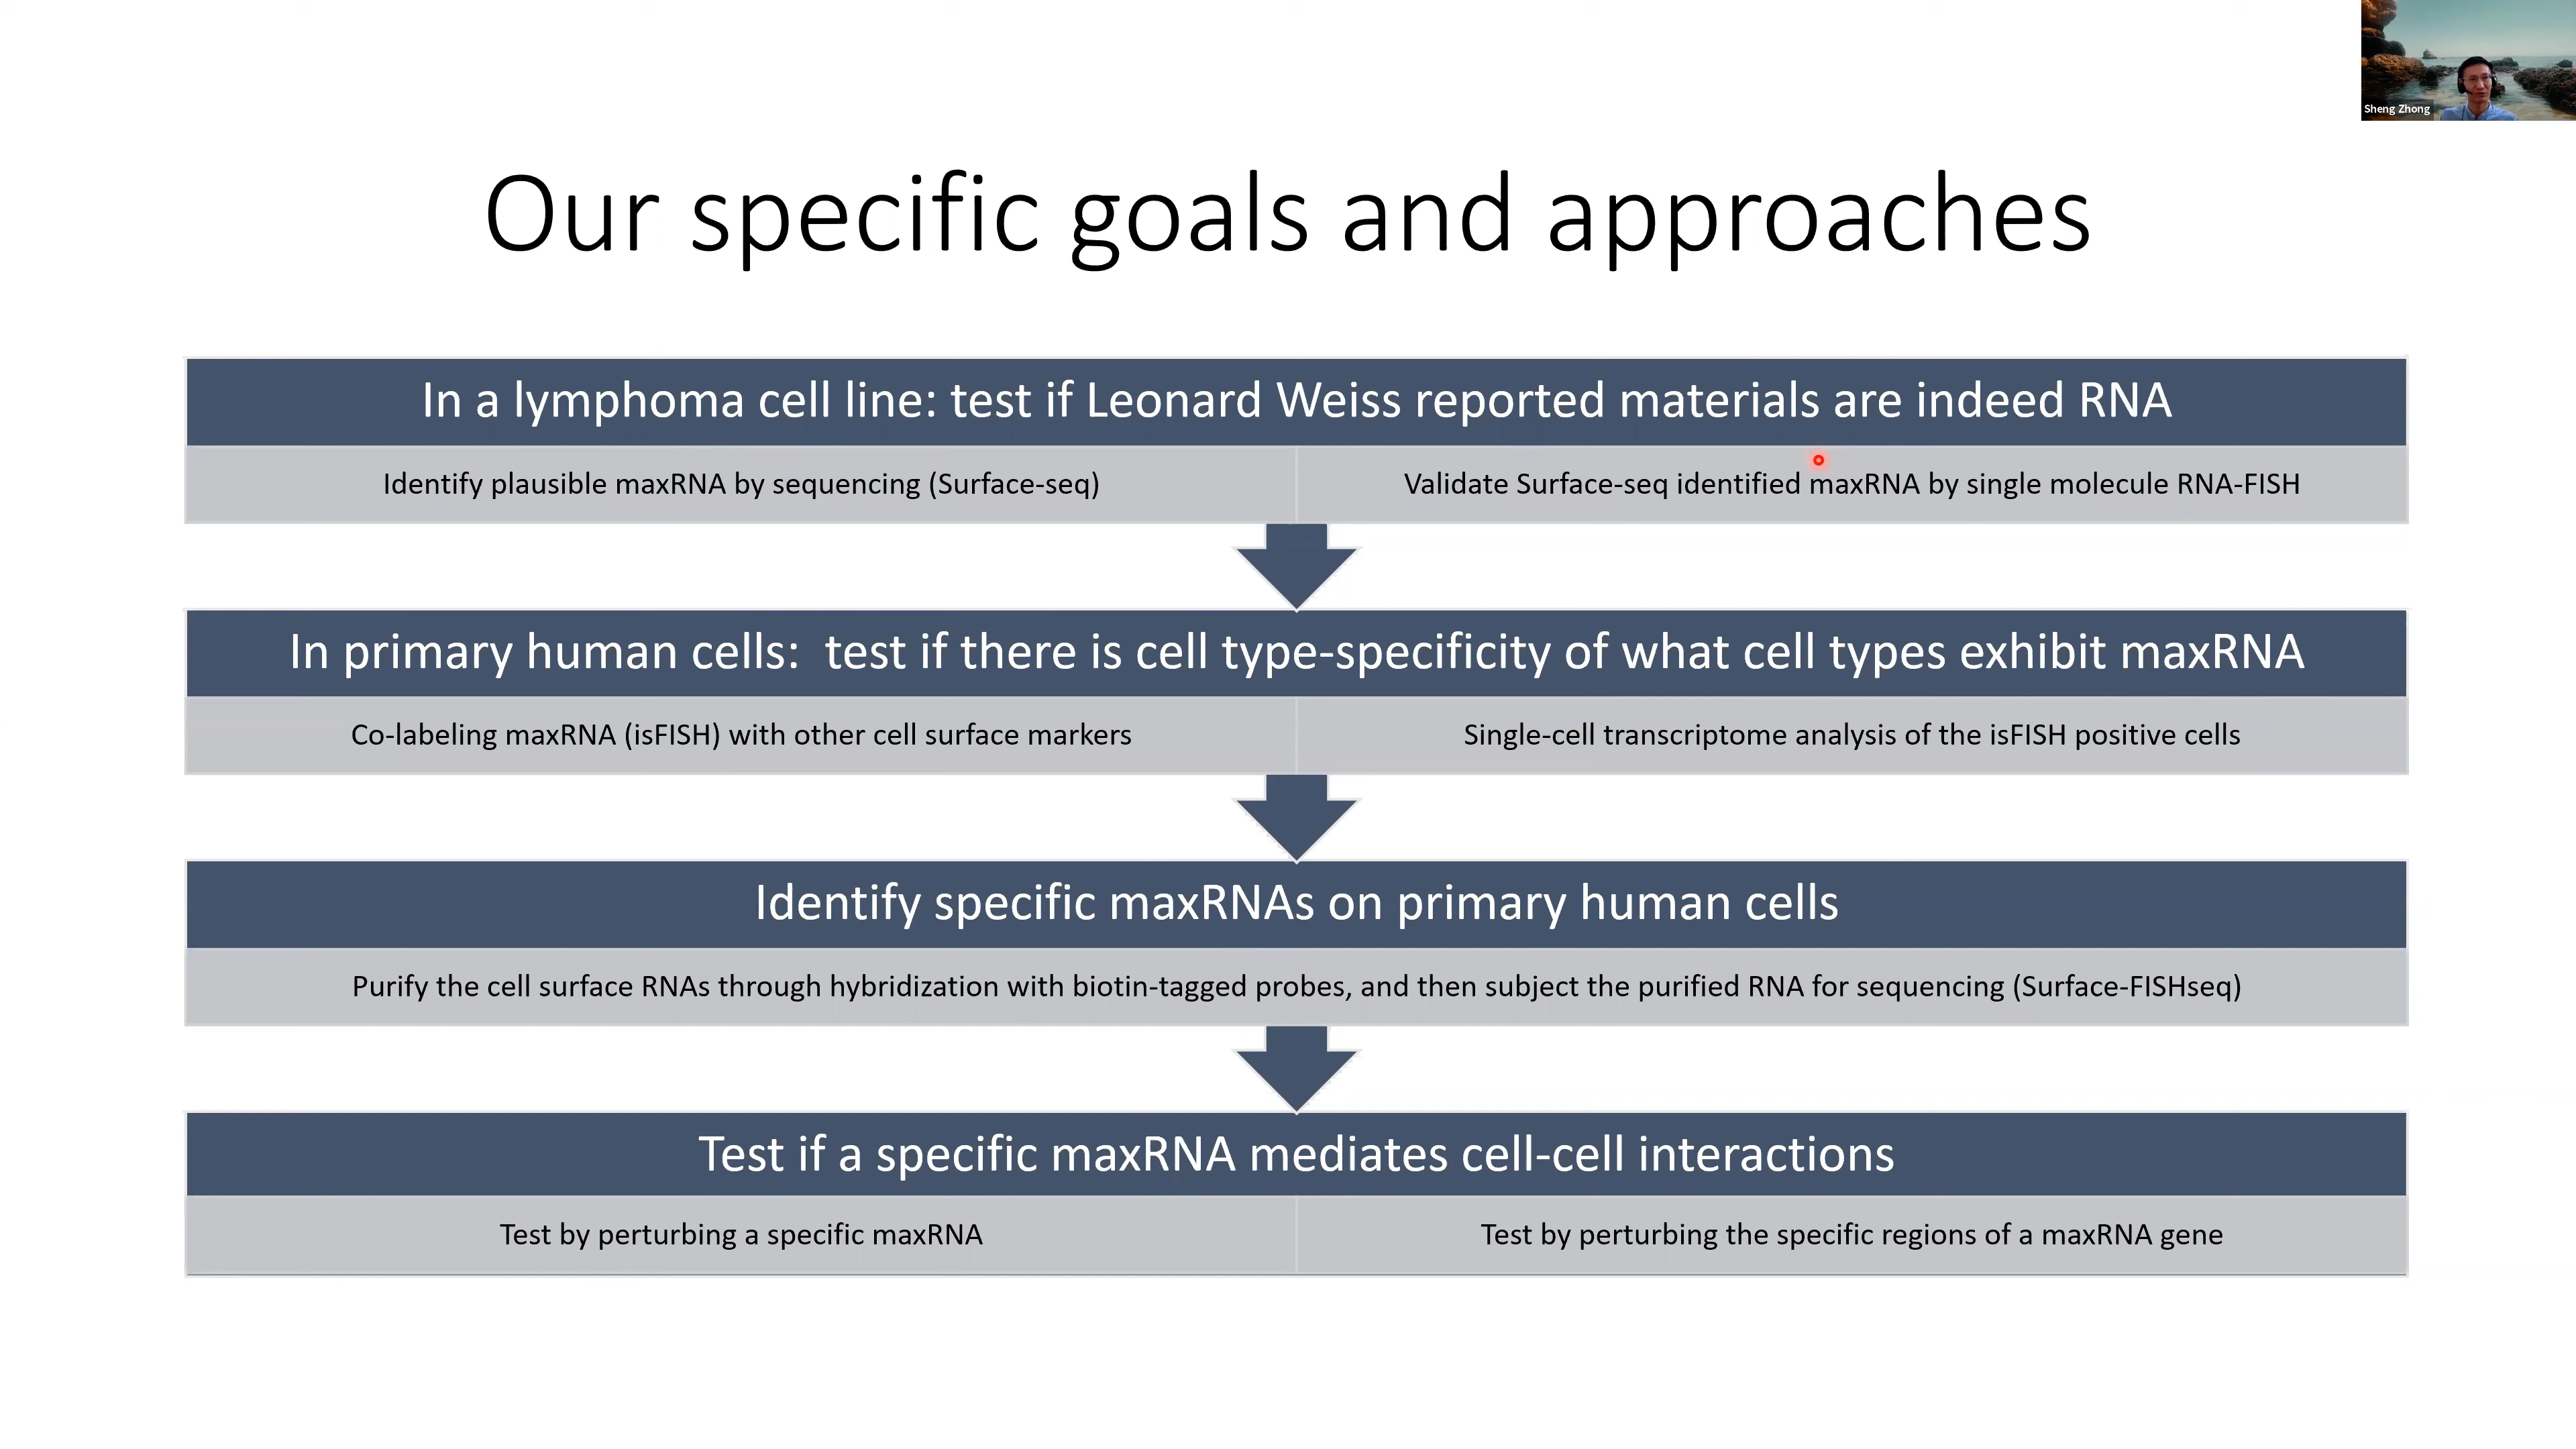 Sheng Zhong
Our specific goals and approaches
In a lymphoma cell line: test if Leonard Weiss reported materials are indeed RNA
Identify plausible maxRNA by sequencing (Surface-seq)
Validate Surface-seq identified maxRNA by single molecule RNA-FISH
In primary human cells:  test if there is cell type-specificity of what cell types exhibit maxRNA
Co-labeling maxRNA (isFISH) with other cell surface markers
Single-cell transcriptome analysis of the isFISH positive cells
Identify specific maxRNAs on primary human cells
Purify the cell surface RNAs through hybridization with biotin-tagged probes, and then subject the purified RNA for sequencing (Surface-FISHseq)
Test if a specific maxRNA mediates cell-cell interactions
Test by perturbing a specific maxRNA
Test by perturbing the specific regions of a maxRNA gene